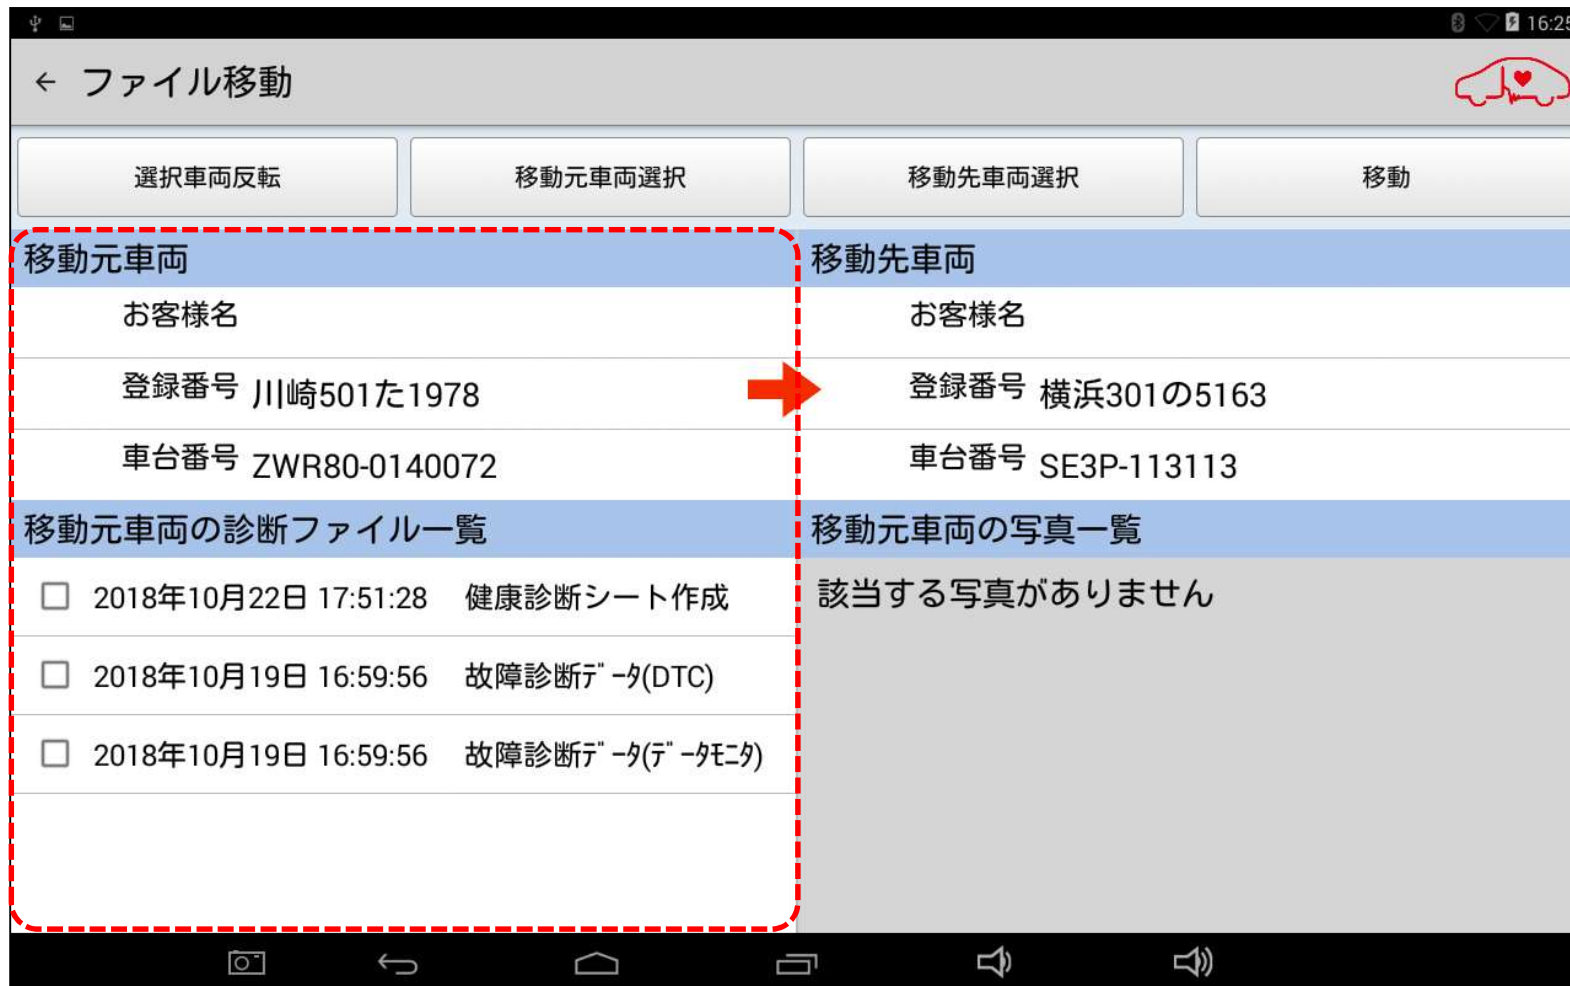 16:25
← ファイル移動
選択車両反転
移動元車両選択
移動先車両選択
移動
移動元車両
お客様名
登録番号 川崎501た1978
車台番号 ZWR80-0140072
移動先車両
お客様名
登録番号 横浜301の5163
車台番号 SE3P-113113
移動元車両の診断ファイル一覧
2018年10月22日 17:51:28 健康診断シート作成
2018年10月19日 16:59:56 故障診断ﾃﾞｰﾀ(DTC)
2018年10月19日 16:59:56 故障診断ﾃﾞｰﾀ(ﾃﾞｰﾀﾓﾆﾀ)
移動元車両の写真一覧
該当する写真がありません